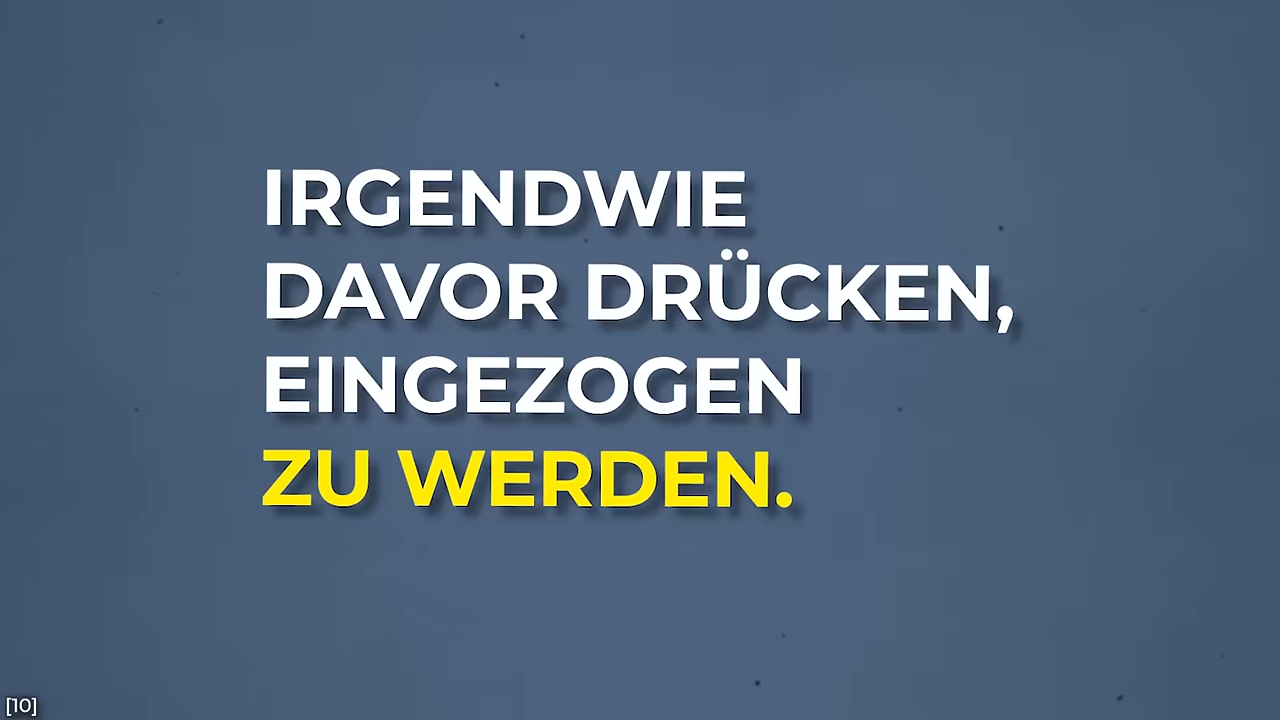 IRGENDWIE
DAVOR DRÜCKEN,
EINGEZOGEN
ZU WERDEN.
[10]